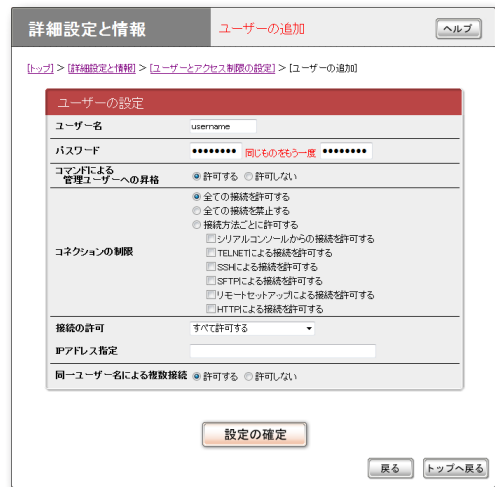 詳細設定と情報
ユーザーの追加
ヘルプ
[トップ] > [詳細設定と情報] > [ユーザーとアクセス制限の設定] > [ユーザーの追加]
ユーザーの設定
ユーザー名 username
パスワード ●●●●●●●● 同じものをもう一度 ●●●●●●●●
コマンドによる
管理ユーザーへの昇格 許可する 許可しない
全ての接続を許可する
全ての接続を禁止する
接続方法ごとに許可する
シリアルコンソールからの接続を許可する
コネクションの制限 TELNETによる接続を許可する
SSHによる接続を許可する
SFTPによる接続を許可する
リモートセットアップによる接続を許可する
HTTPによる接続を許可する
接続の許可 すべて許可する
IPアドレス指定
同一ユーザー名による複数接続 許可する 許可しない
設定の確定
戻る トップへ戻る